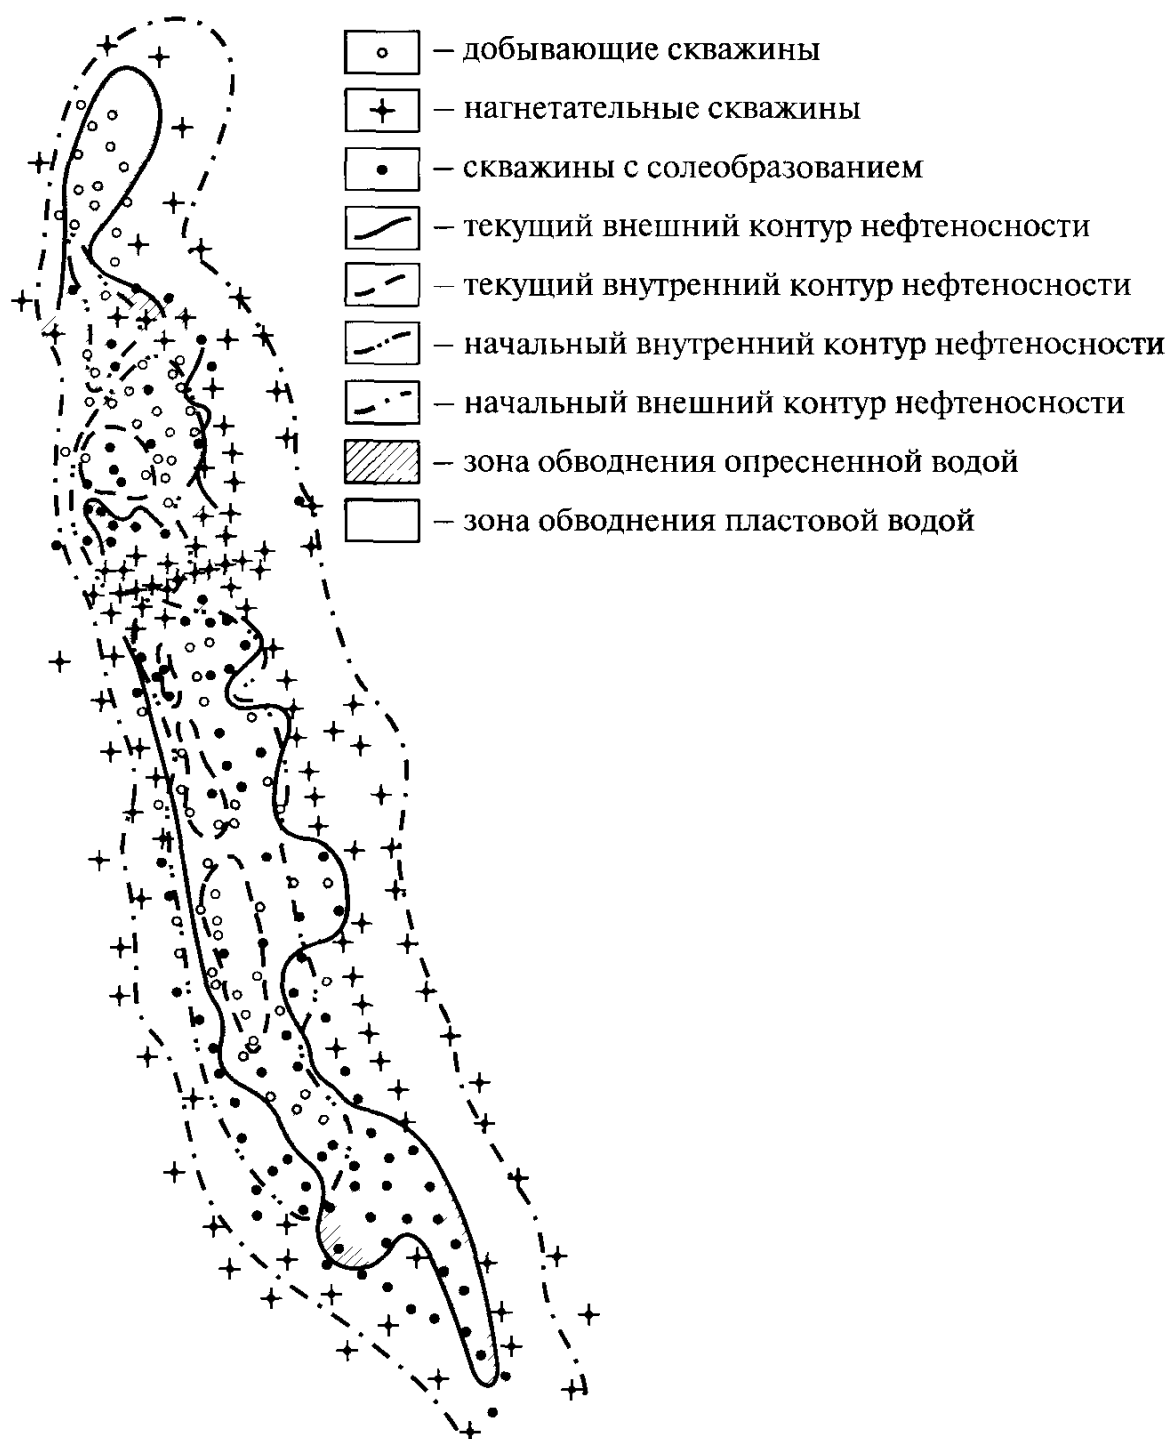 – добывающие скважины
– нагнетательные скважины
– скважины с солеобразованием
– текущий внешний контур нефтеносности
– текущий внутренний контур нефтеносности
– начальный внутренний контур нефтеносности
– начальный внешний контур нефтеносности
– зона обводнения опресненной водой
– зона обводнения пластовой водой